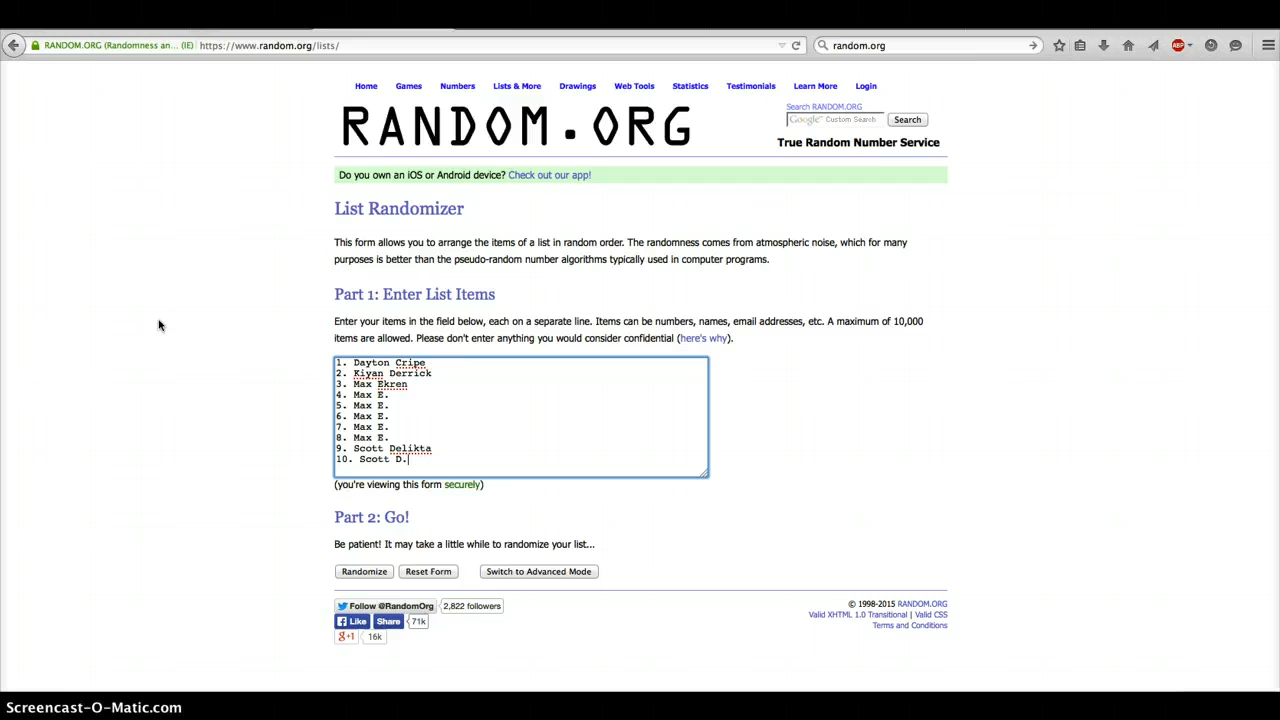 RANDOM.ORG (Randomness an... (IE) https://www.random.org/lists/ random.org ABP
Home Games Numbers Lists & More Drawings Web Tools Statistics Testimonials Learn More Login
RANDOM.ORG
Search RANDOM.ORG
Google™ Custom Search Search
True Random Number Service
Do you own an iOS or Android device? Check out our app!
List Randomizer
This form allows you to arrange the items of a list in random order. The randomness comes from atmospheric noise, which for many
purposes is better than the pseudo-random number algorithms typically used in computer programs.
Part 1: Enter List Items
Enter your items in the field below, each on a separate line. Items can be numbers, names, email addresses, etc. A maximum of 10,000
items are allowed. Please don't enter anything you would consider confidential (here's why).
1. Dayton Cripe
2. Kiyan Derrick
3. Max Ekren
4. Max E.
5. Max E.
6. Max E.
7. Max E.
8. Max E.
9. Scott Delikta
10. Scott D.
(you're viewing this form securely)
Part 2: Go!
Be patient! It may take a little while to randomize your list...
Randomize Reset Form Switch to Advanced Mode
Follow @RandomOrg 2,822 followers
Like Share 71k
g+1 16k
© 1998-2015 RANDOM.ORG
Valid XHTML 1.0 Transitional | Valid CSS
Terms and Conditions
Screencast-O-Matic.com